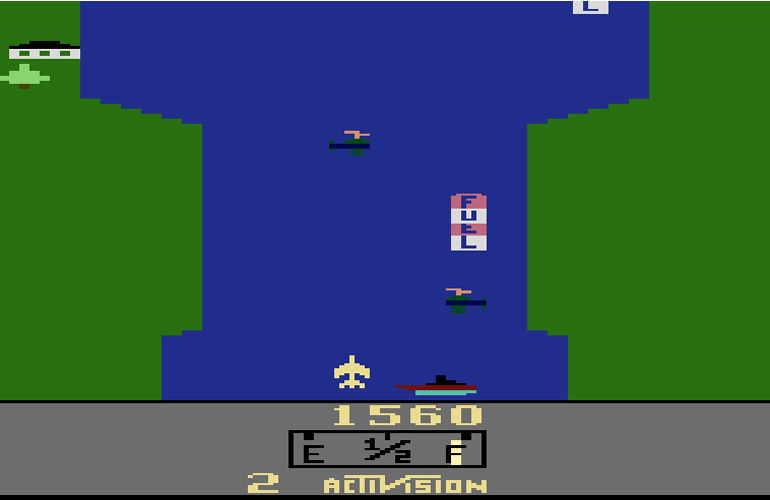 L
FUEL
1560
E 1/2 F
2 ACTIVISION